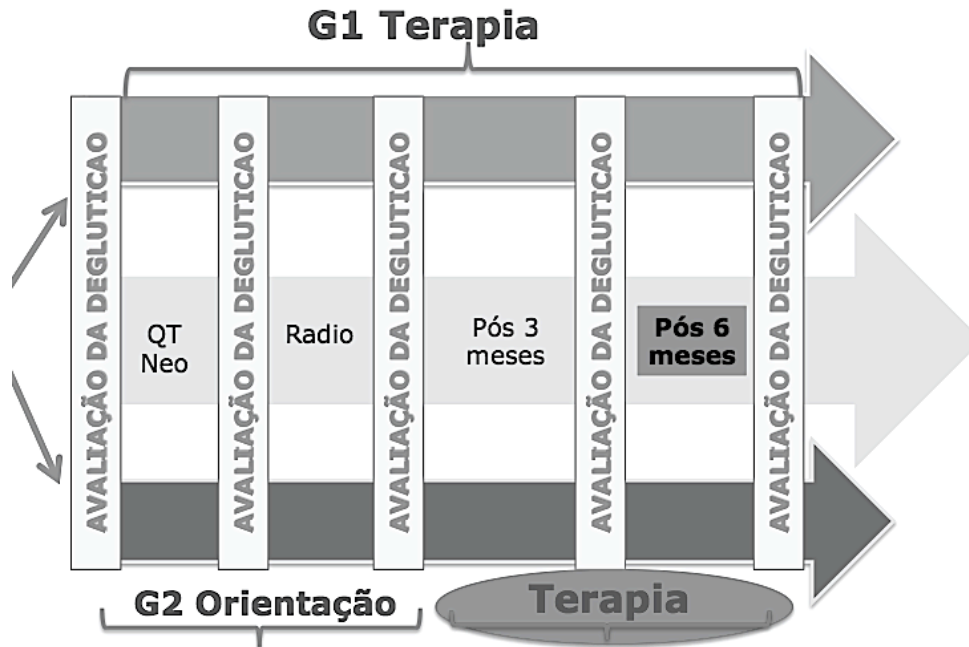 G1 Terapia
AVALIAÇÃO DA DEGLUTICAO
QT
Neo
AVALIAÇÃO DA DEGLUTICAO
Radio
AVALIAÇÃO DA DEGLUTICAO
Pós 3
meses
AVALIAÇÃO DA DEGLUTICAO
Pós 6
meses
AVALIAÇÃO DA DEGLUTICAO
G2 Orientação
Terapia